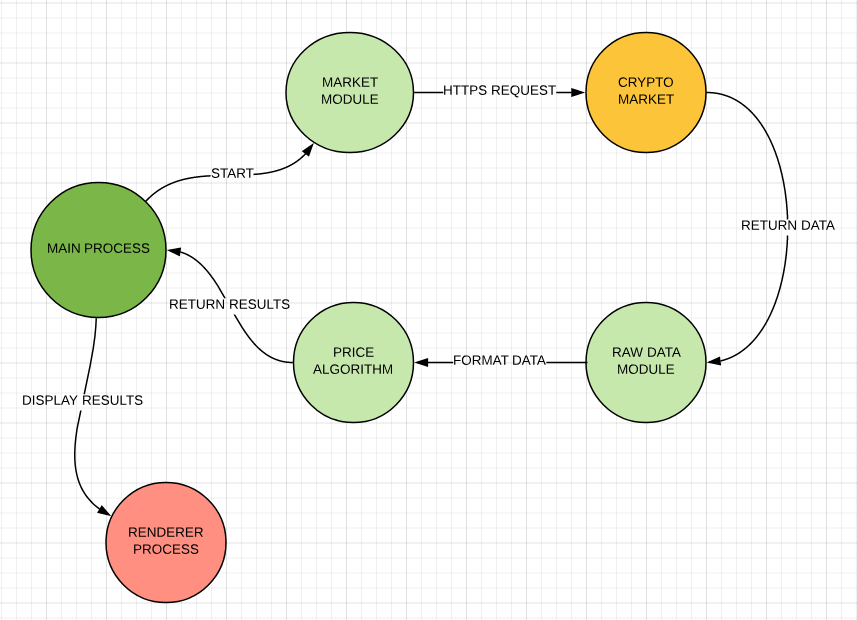 MARKET
MODULE
HTTPS REQUEST
CRYPTO
MARKET
START
RETURN DATA
MAIN PROCESS
RETURN RESULTS
PRICE
ALGORITHM
FORMAT DATA
RAW DATA
MODULE
DISPLAY RESULTS
RENDERER
PROCESS